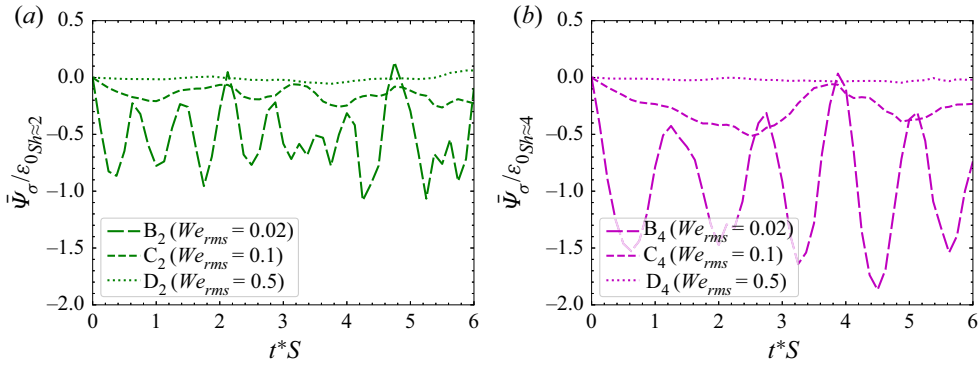 (a)
0.5
0.0
−0.5
−1.0
−1.5
−2.0
Ψ̄σ/ε0Sh≈2
B2 (Werms = 0.02)
C2 (Werms = 0.1)
D2 (Werms = 0.5)
0 1 2 3 4 5 6
t*S
(b)
0.5
0.0
−0.5
−1.0
−1.5
−2.0
Ψ̄σ/ε0Sh≈4
B4 (Werms = 0.02)
C4 (Werms = 0.1)
D4 (Werms = 0.5)
0 1 2 3 4 5 6
t*S